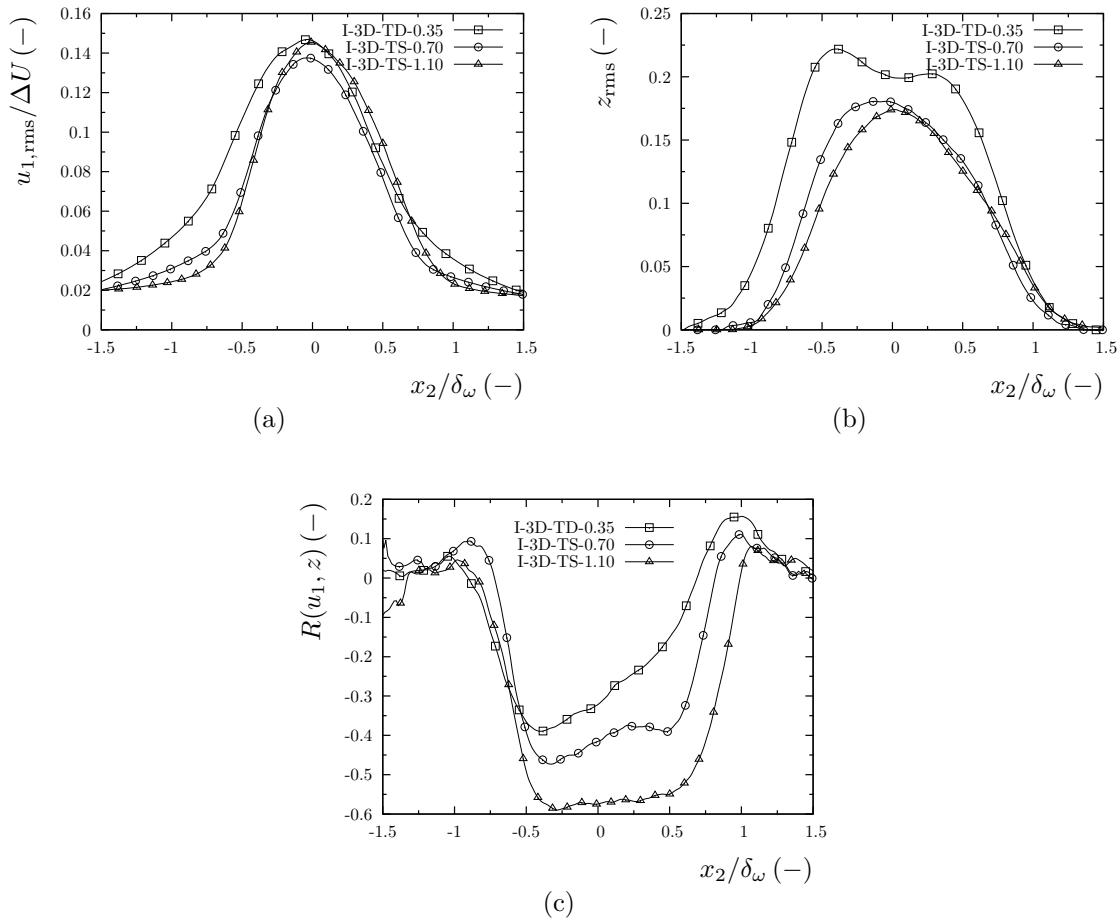 u1,rms/ΔU (−)
0.16
0.14
0.12
0.1
0.08
0.06
0.04
0.02
0
I-3D-TD-0.35
I-3D-TS-0.70
I-3D-TS-1.10
-1.5 -1 -0.5 0 0.5 1 1.5
x2/δω (−)
(a)
zrms (−)
0.25
0.2
0.15
0.1
0.05
0
I-3D-TD-0.35
I-3D-TS-0.70
I-3D-TS-1.10
-1.5 -1 -0.5 0 0.5 1 1.5
x2/δω (−)
(b)
R(u1, z) (−)
0.2
0.1
0
-0.1
-0.2
-0.3
-0.4
-0.5
-0.6
I-3D-TD-0.35
I-3D-TS-0.70
I-3D-TS-1.10
-1.5 -1 -0.5 0 0.5 1 1.5
x2/δω (−)
(c)